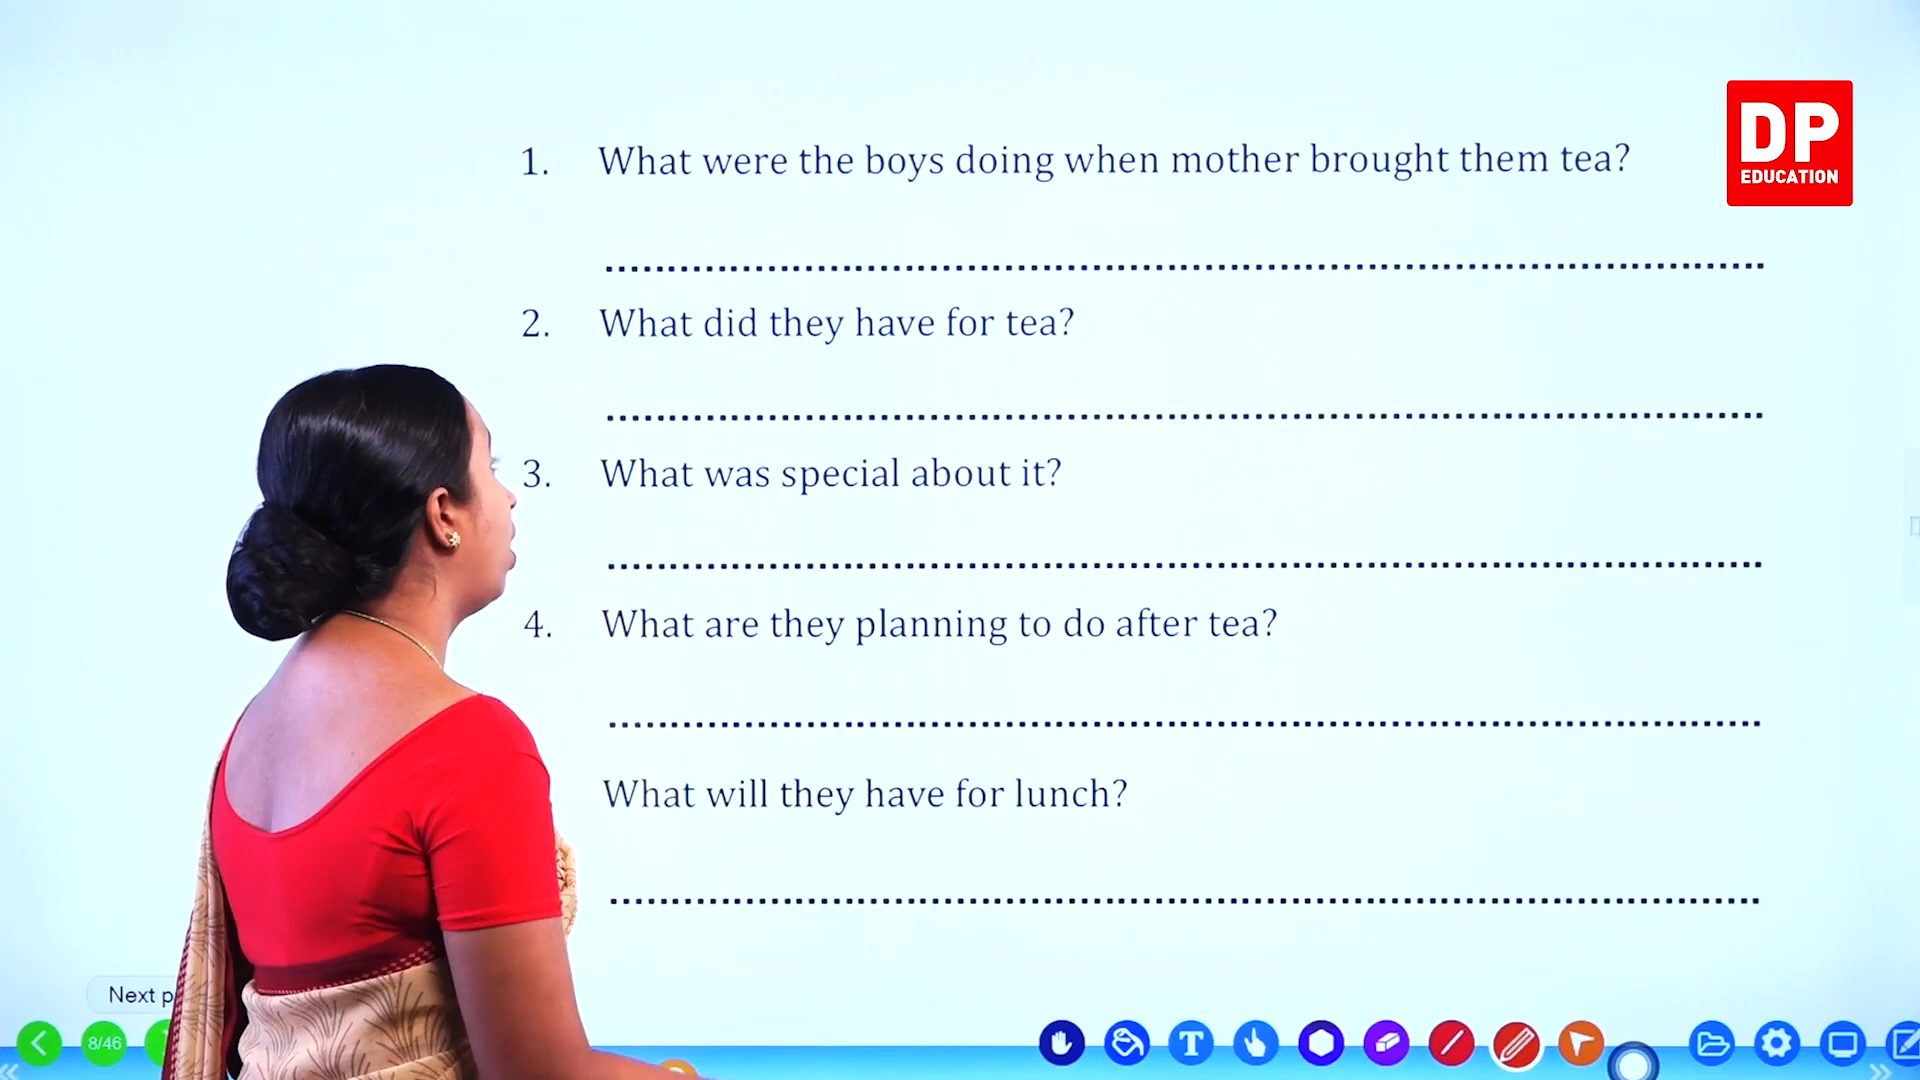 DP
EDUCATION
1. What were the boys doing when mother brought them tea?
2. What did they have for tea?
3. What was special about it?
4. What are they planning to do after tea?
What will they have for lunch?
Next p
8/46
T